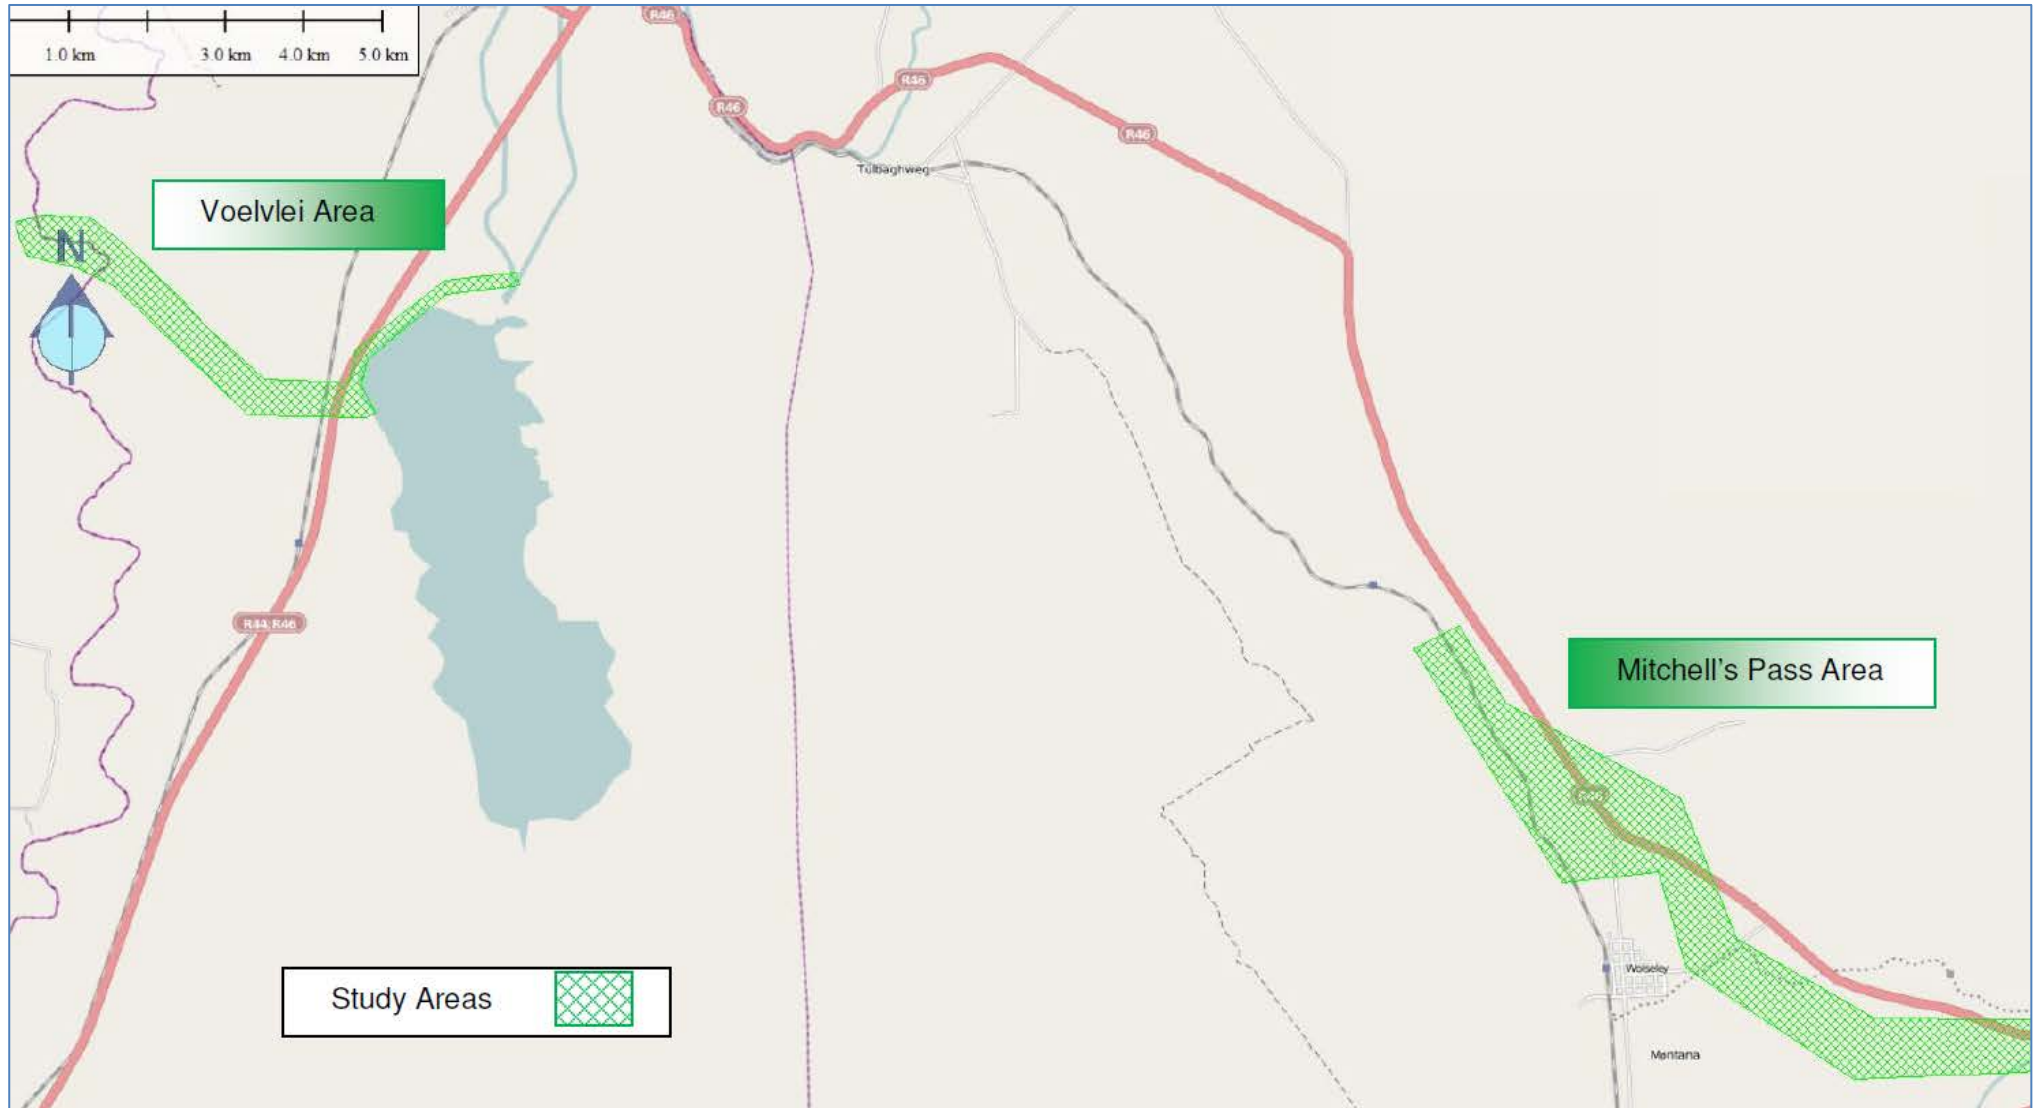 1.0 km 3.0 km 4.0 km 5.0 km
R46
R46
R46
R46
Tulbaghweg
Voelvlei Area
N
R44;R46
Mitchell's Pass Area
R46
Wolseley
Study Areas
Montana